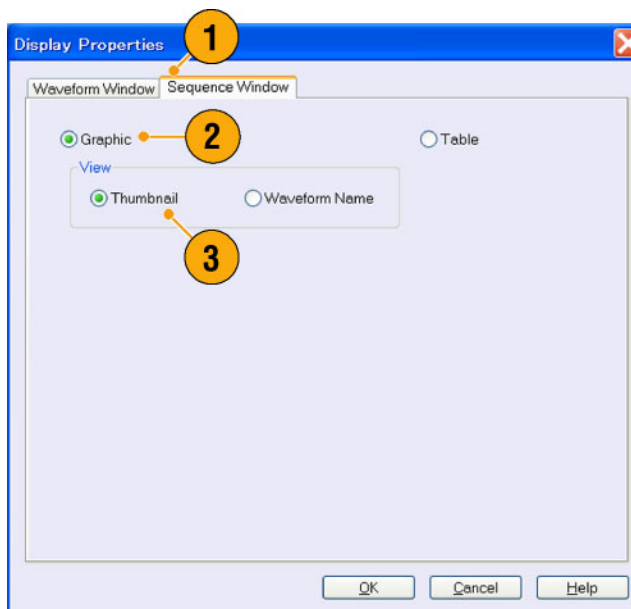 Display Properties
1
Waveform Window Sequence Window
Graphic 2 Table
View
Thumbnail Waveform Name
3
OK Cancel Help